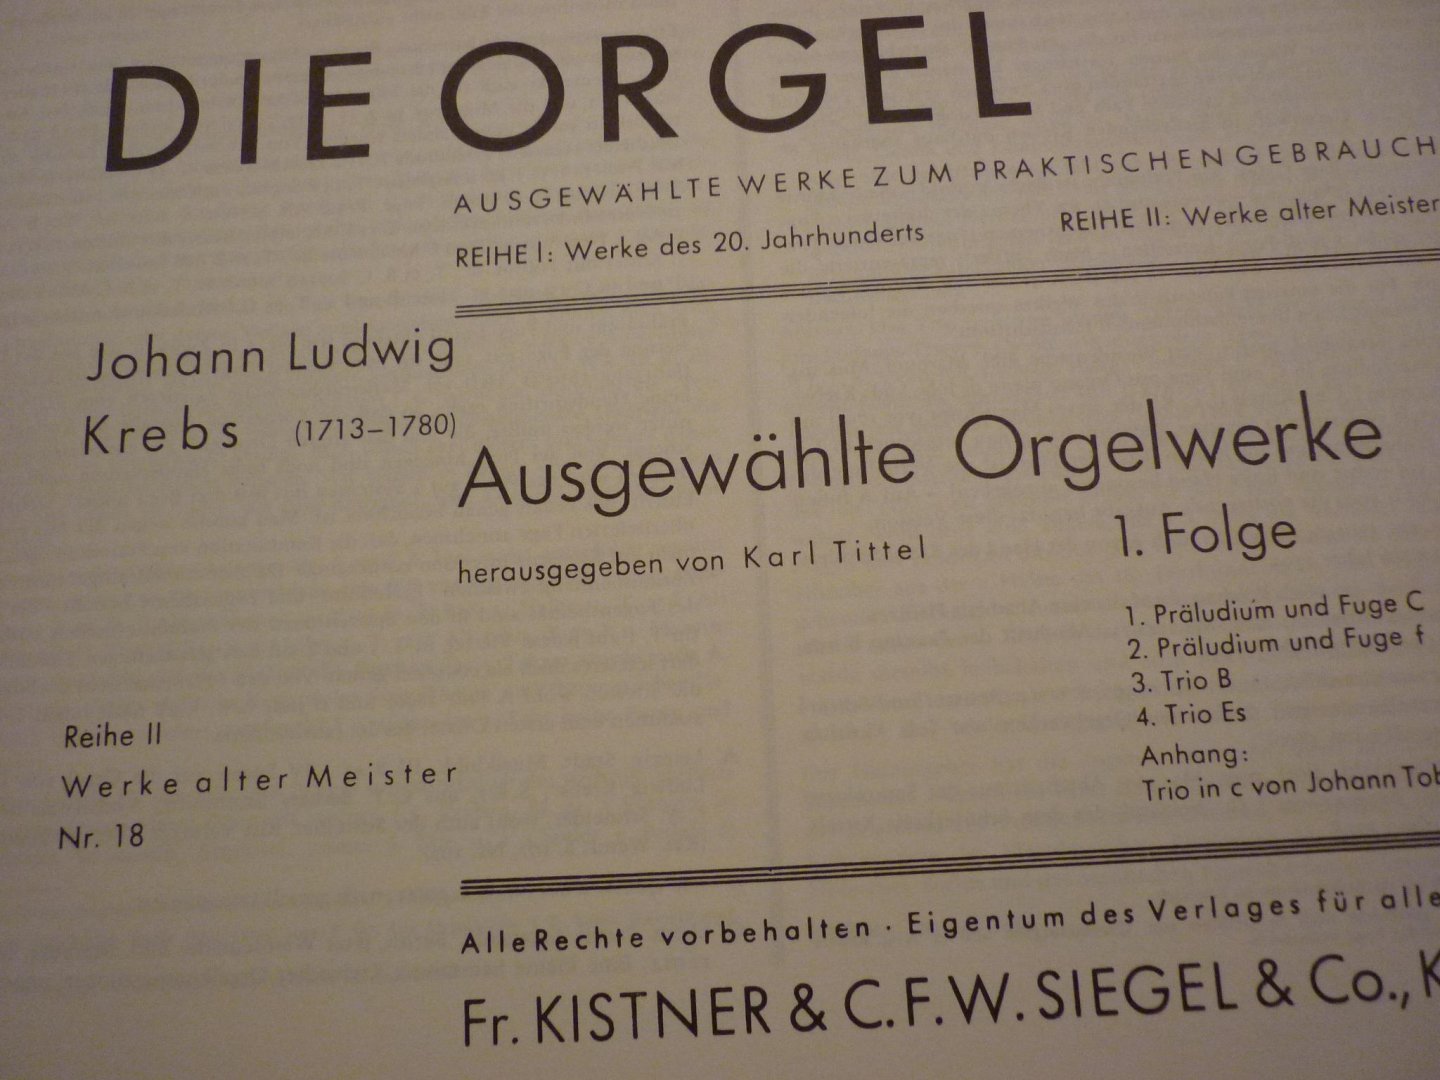 DIE ORGEL
AUSGEWÄHLTE WERKE ZUM PRAKTISCHEN GEBRAUCH
REIHE I: Werke des 20. Jahrhunderts REIHE II: Werke alter Meister
Johann Ludwig
Krebs (1713–1780)
Ausgewählte Orgelwerke
1. Folge
herausgegeben von Karl Tittel
1. Präludium und Fuge C
2. Präludium und Fuge f
3. Trio B
4. Trio Es
Anhang:
Trio in c von Johann Tob
Reihe II
Werke alter Meister
Nr. 18
Alle Rechte vorbehalten · Eigentum des Verlages für alle
Fr. KISTNER & C. F. W. SIEGEL & Co., K